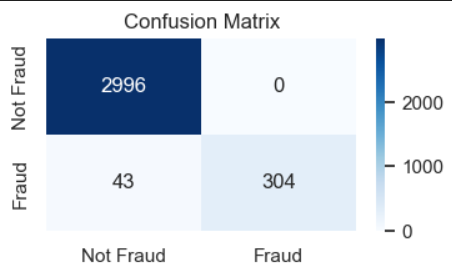 Confusion Matrix
Not Fraud
2996
0
Fraud
43
304
Not Fraud
Fraud
2000
1000
0